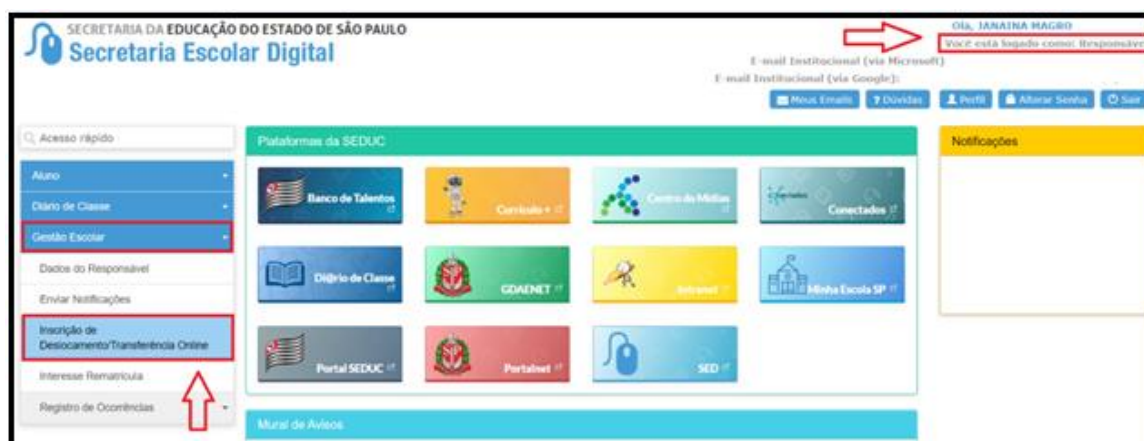 SECRETARIA DA EDUCAÇÃO DO ESTADO DE SÃO PAULO
Secretaria Escolar Digital
Olá, JANAINA MAGRO
Você está logado como: Responsáve
E-mail Institucional (via Microsoft)
E-mail Institucional (via Google):
Meus Emails
? Dúvidas
Perfil
Alterar Senha
Sair
Acesso rápido
Aluno
Diário de Classe
Gestão Escolar
Dados do Responsável
Enviar Notificações
Inscrição de
Deslocamento/Transferência Online
Interesse Rematrícula
Registro de Ocorrências
Plataformas da SEDUC
Banco de Talentos
Currículo +
Centro de Mídias
Conectados
Di@rio de Classe
GDAENET
Intranet
Minha Escola SP
Portal SEDUC
Portalnet
SED
Mural de Avisos
Notificações